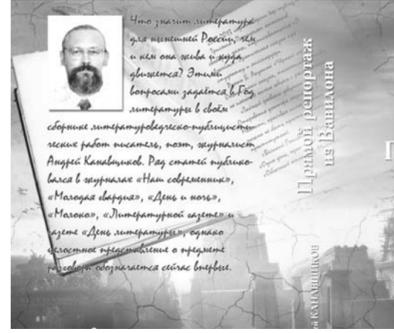 Что значит литература
для нынешней России, чем
и кем она жива и куда
движется? Этими
вопросами задаётся в Год
литературы в своём
сборнике литературоведческо-публицисти-
ческих работ писатель, поэт, журналист
Андрей Канавщиков. Ряд статей публико-
вался в журналах «Наш современник»,
«Молодая гвардия», «День и ночь»,
«Молоко», «Литературной газете» и
газете «День литературы», однако
целостное представление о предмете
разговора обозначается сейчас впервые.
Прямой репортаж
из Вавилона
КАНАВЩИКОВ